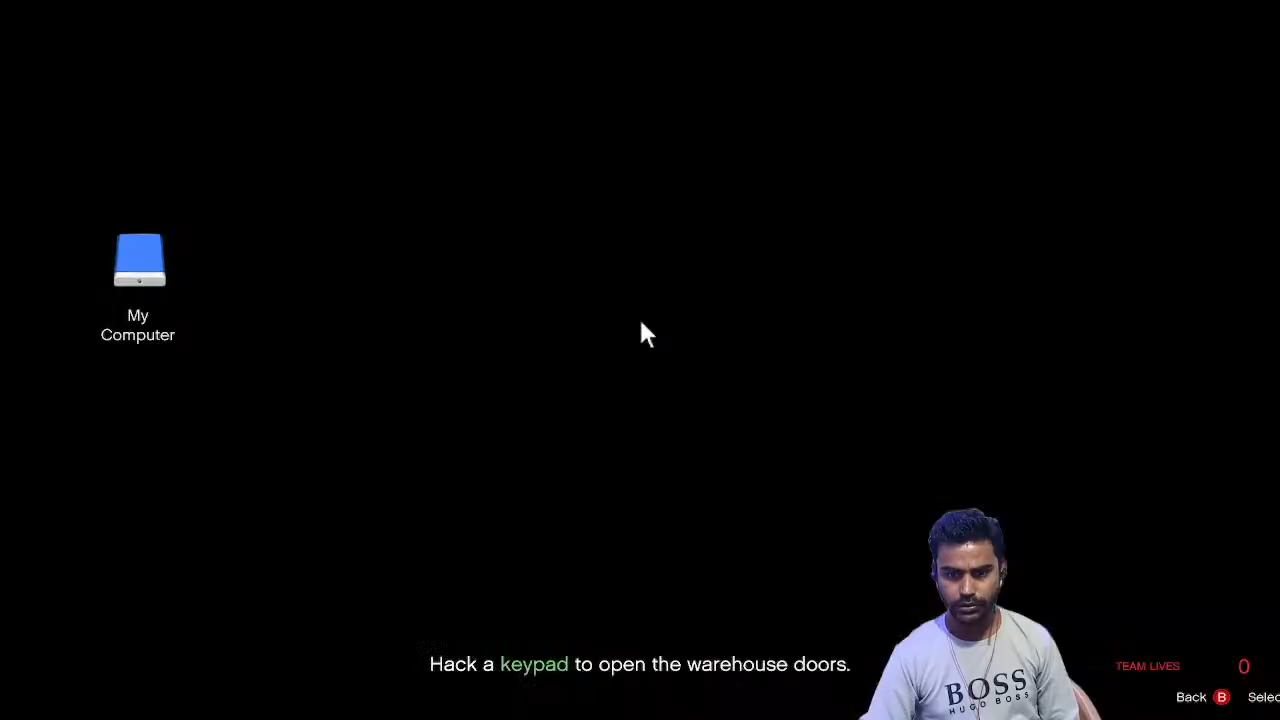 My
Computer
Hack a keypad to open the warehouse doors.
TEAM LIVES 0
BOSS
HUGO BOSS
Back B